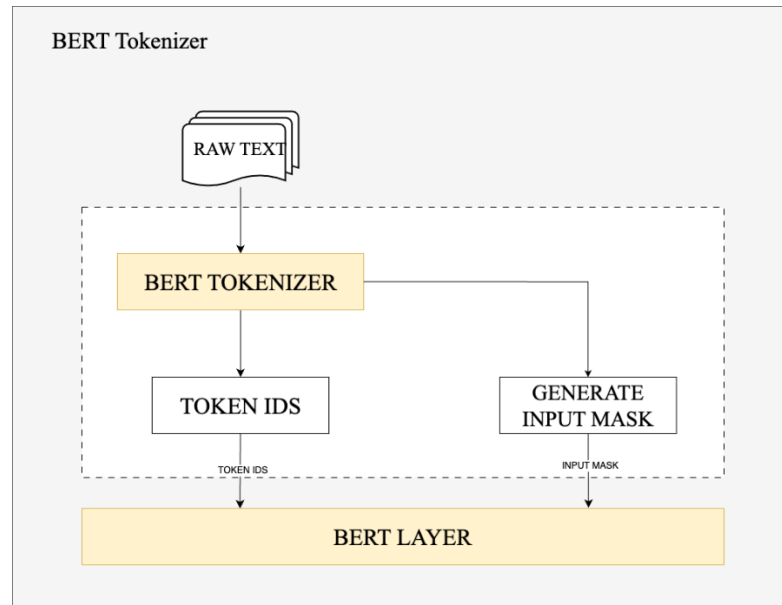 BERT Tokenizer
RAW TEXT
BERT TOKENIZER
TOKEN IDS
GENERATE
INPUT MASK
TOKEN IDS
INPUT MASK
BERT LAYER